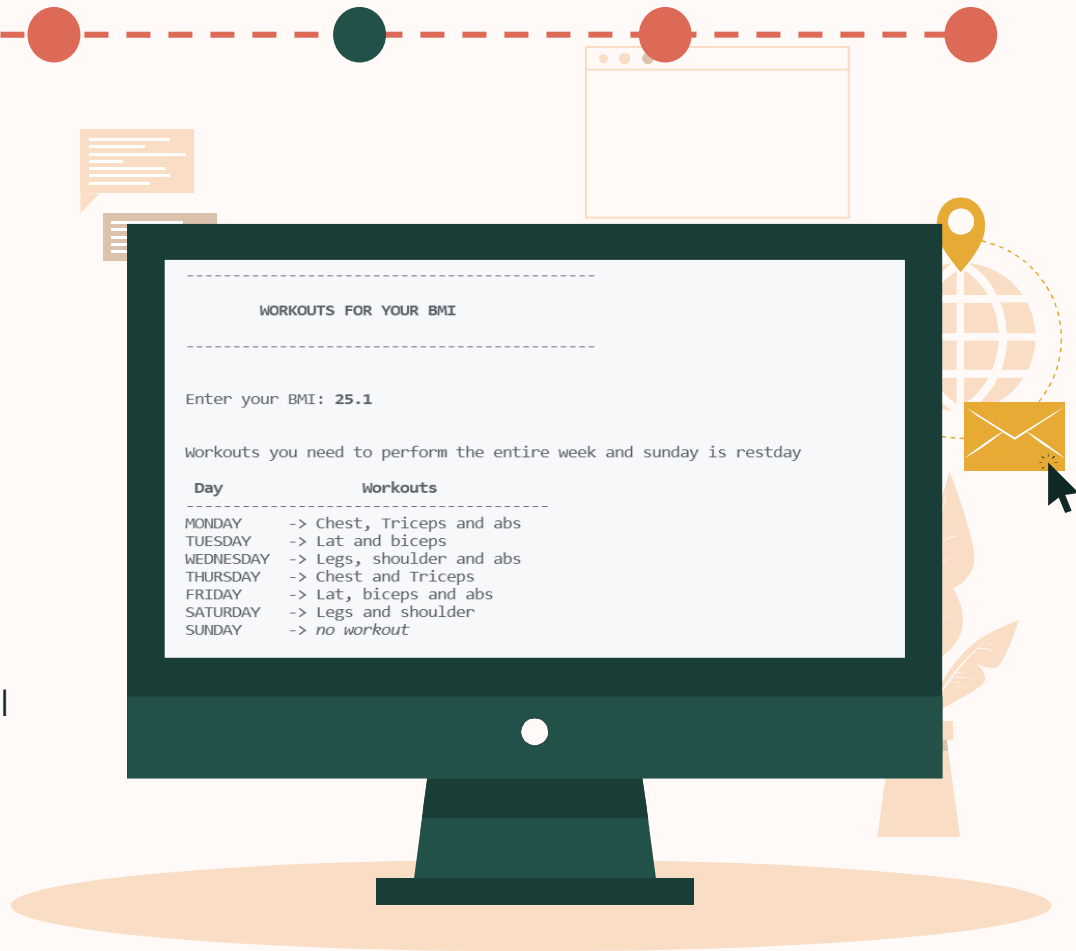 --------------------------------------------
WORKOUTS FOR YOUR BMI
--------------------------------------------
Enter your BMI: 25.1
Workouts you need to perform the entire week and sunday is restday
Day Workouts
---------------------------------------
MONDAY -> Chest, Triceps and abs
TUESDAY -> Lat and biceps
WEDNESDAY -> Legs, shoulder and abs
THURSDAY -> Chest and Triceps
FRIDAY -> Lat, biceps and abs
SATURDAY -> Legs and shoulder
SUNDAY -> no workout